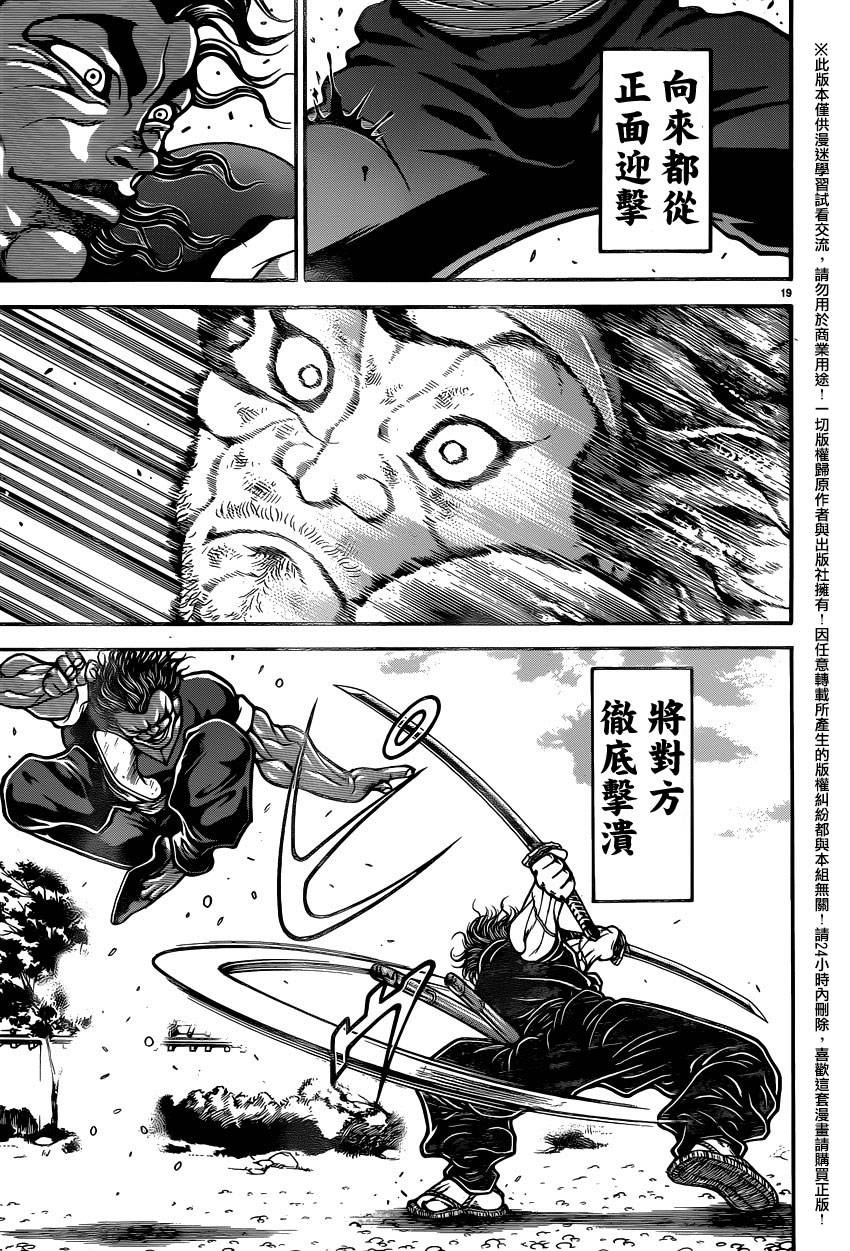 向來都從
正面迎擊
19
將對方
徹底擊潰
※此版本僅供漫迷學習試看交流，請勿用於商業用途！一切版權歸原作者與出版社擁有！因任意轉載所產生的版權糾紛都與本組無關！請24小時內刪除，喜歡這套漫畫請購買正版！